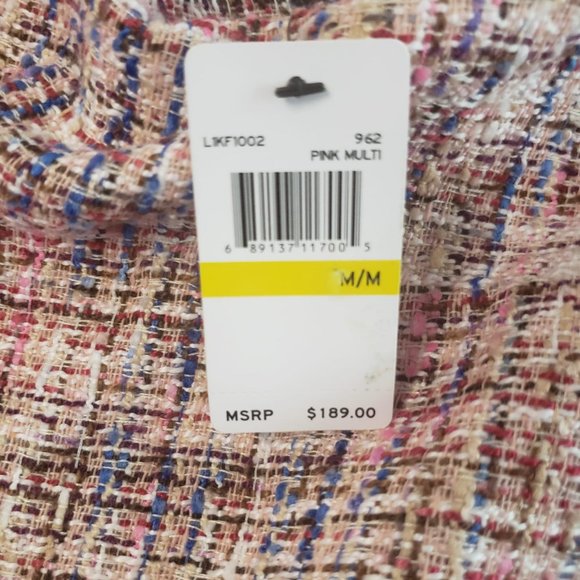 L1KF1002 962
PINK MULTI
6 89137 11700 5
M/M
MSRP $189.00